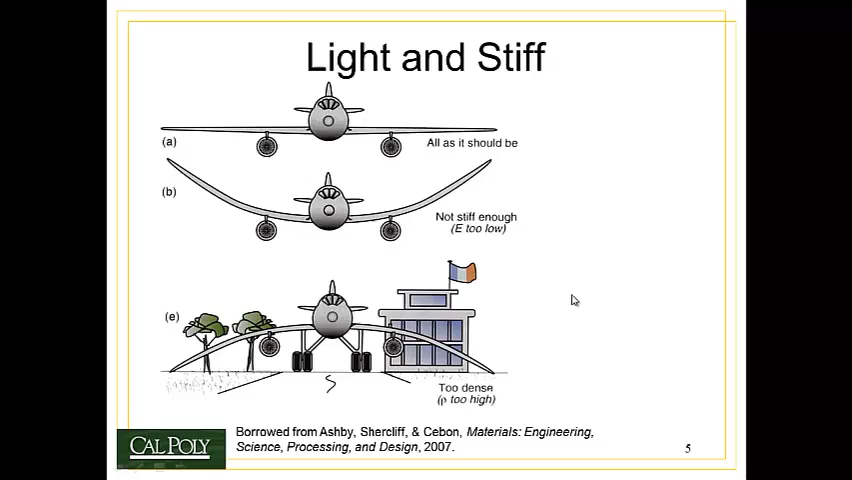 Light and Stiff
(a)
All as it should be
(b)
Not stiff enough
(E too low)
(e)
Too dense
(ρ too high)
Borrowed from Ashby, Shercliff, & Cebon, Materials: Engineering,
Science, Processing, and Design, 2007.
CAL POLY
5